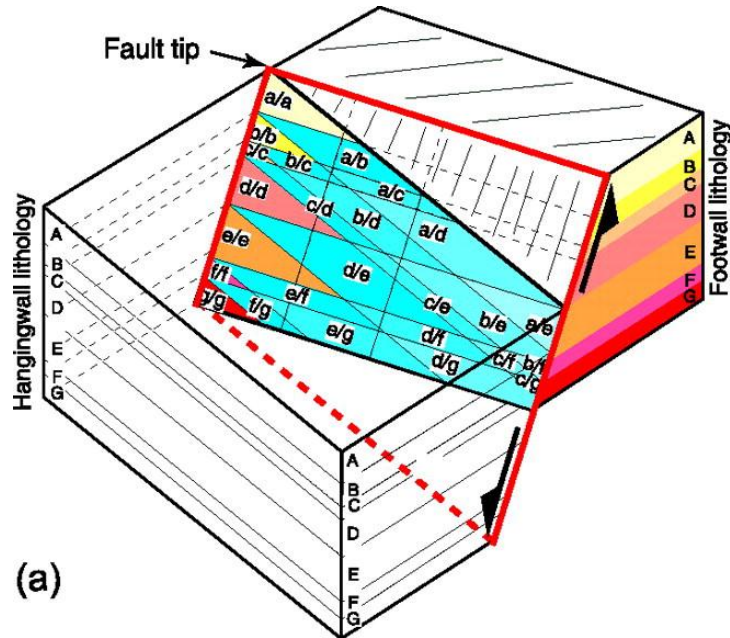 Fault tip
a/a
b/b
c/c
b/c
a/b
a/c
d/d
c/d
b/d
a/d
e/e
d/e
f/f
e/f
c/e
b/e
a/e
g/g
f/g
e/g
d/f
d/g
c/f
b/f
c/g
Hangingwall lithology
A
B
C
D
E
F
G
A
B
C
D
E
F
G
Footwall lithology
A
B
C
D
E
F
G
(a)